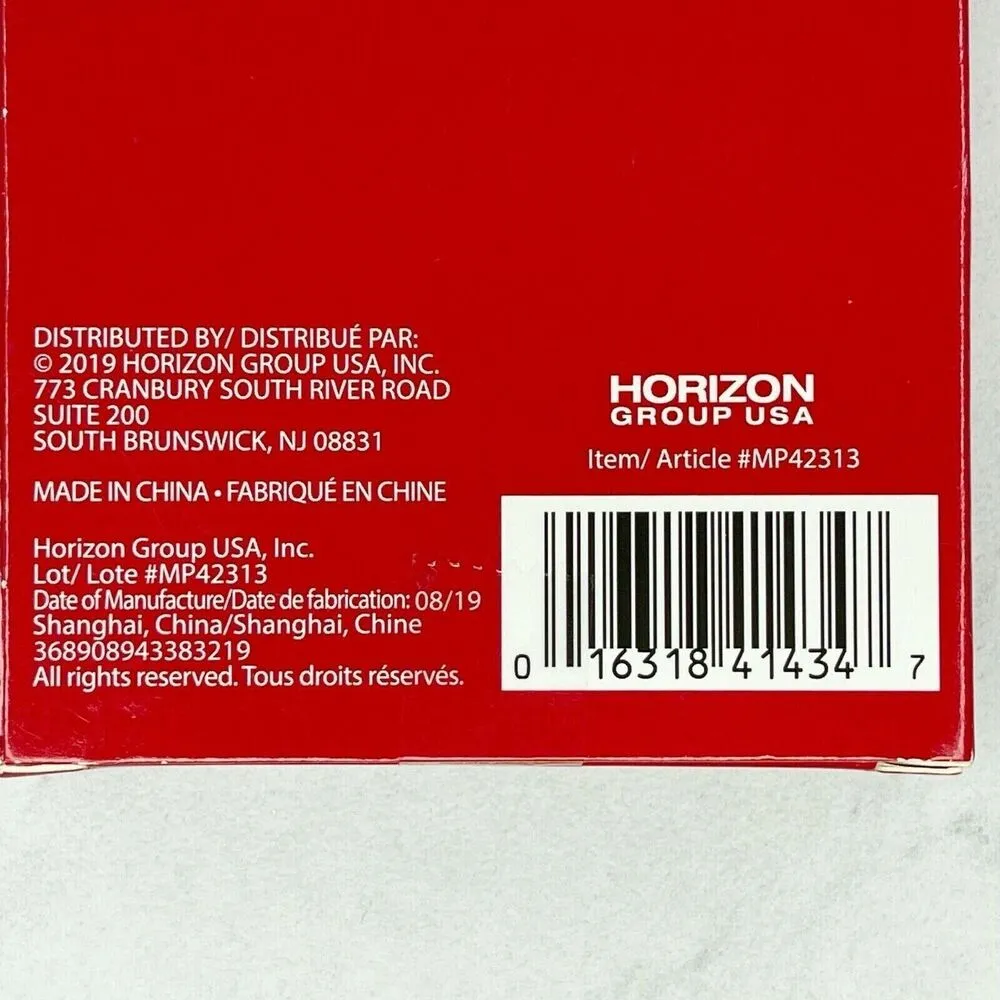 DISTRIBUTED BY/ DISTRIBUÉ PAR:
© 2019 HORIZON GROUP USA, INC.
773 CRANBURY SOUTH RIVER ROAD
SUITE 200
SOUTH BRUNSWICK, NJ 08831
MADE IN CHINA • FABRIQUÉ EN CHINE
Horizon Group USA, Inc.
Lot/ Lote #MP42313
Date of Manufacture/Date de fabrication: 08/19
Shanghai, China/Shanghai, Chine
368908943383219
All rights reserved. Tous droits réservés.
HORIZON
GROUP USA
Item/ Article #MP42313
0 16318 41434 7